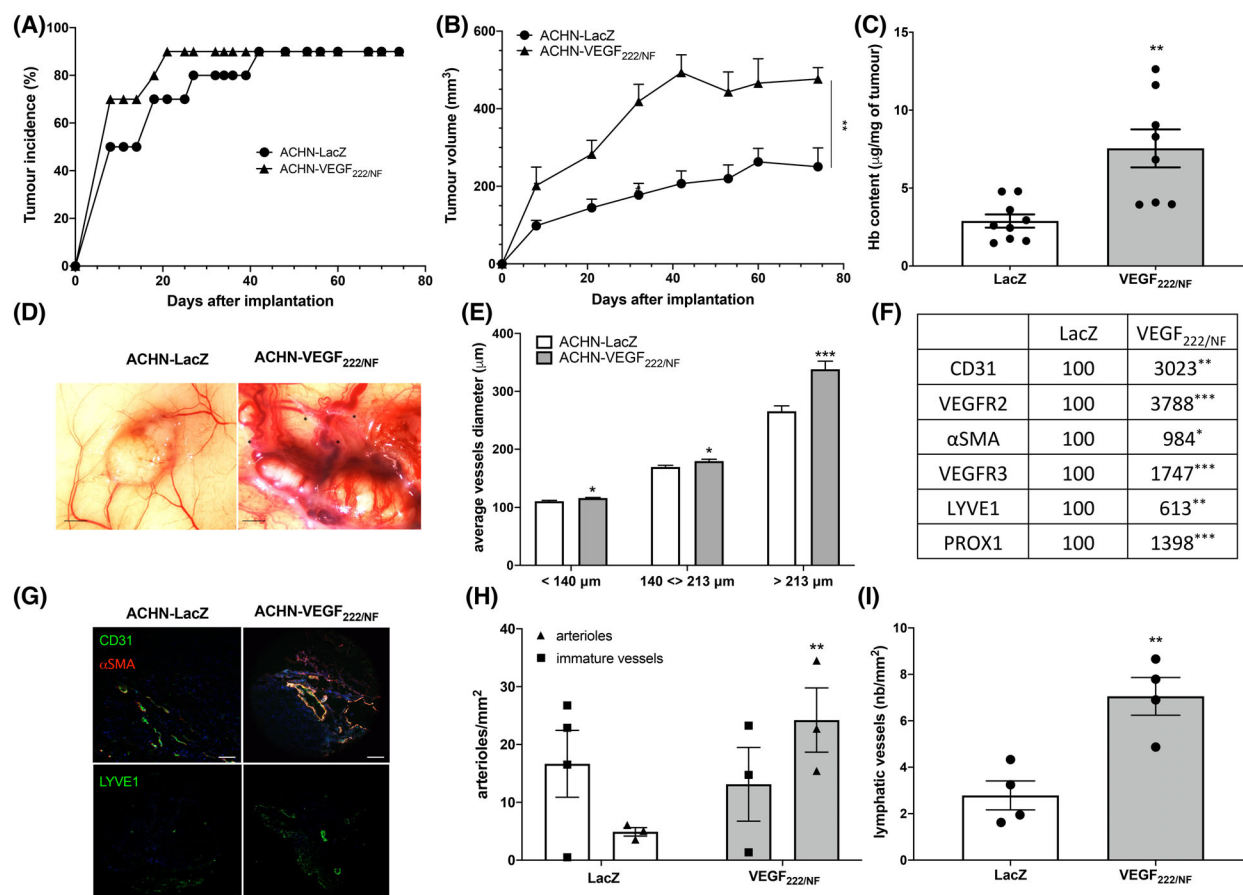 (A)
Tumour incidence (%)
100
80
60
40
20
0
ACHN-LacZ
ACHN-VEGF222/NF
0 20 40 60 80
Days after implantation
(B)
Tumour volume (mm3)
600
400
200
0
ACHN-LacZ
ACHN-VEGF222/NF
**
0 20 40 60 80
Days after implantation
(C)
Hb content (µg/mg of tumour)
15
10
5
0
**
LacZ VEGF222/NF
(D)
ACHN-LacZ ACHN-VEGF222/NF
(E)
average vessels diameter (µm)
400
300
200
100
0
ACHN-LacZ
ACHN-VEGF222/NF
* * ***
< 140 µm 140 <> 213 µm > 213 µm
(F)
LacZ VEGF222/NF
CD31 100 3023**
VEGFR2 100 3788***
αSMA 100 984*
VEGFR3 100 1747***
LYVE1 100 613**
PROX1 100 1398***
(G)
ACHN-LacZ ACHN-VEGF222/NF
CD31
αSMA
LYVE1
(H)
arterioles/mm2
40
30
20
10
0
arterioles
immature vessels
**
LacZ VEGF222/NF
(I)
lymphatic vessels (nb/mm2)
10
8
6
4
2
0
**
LacZ VEGF222/NF